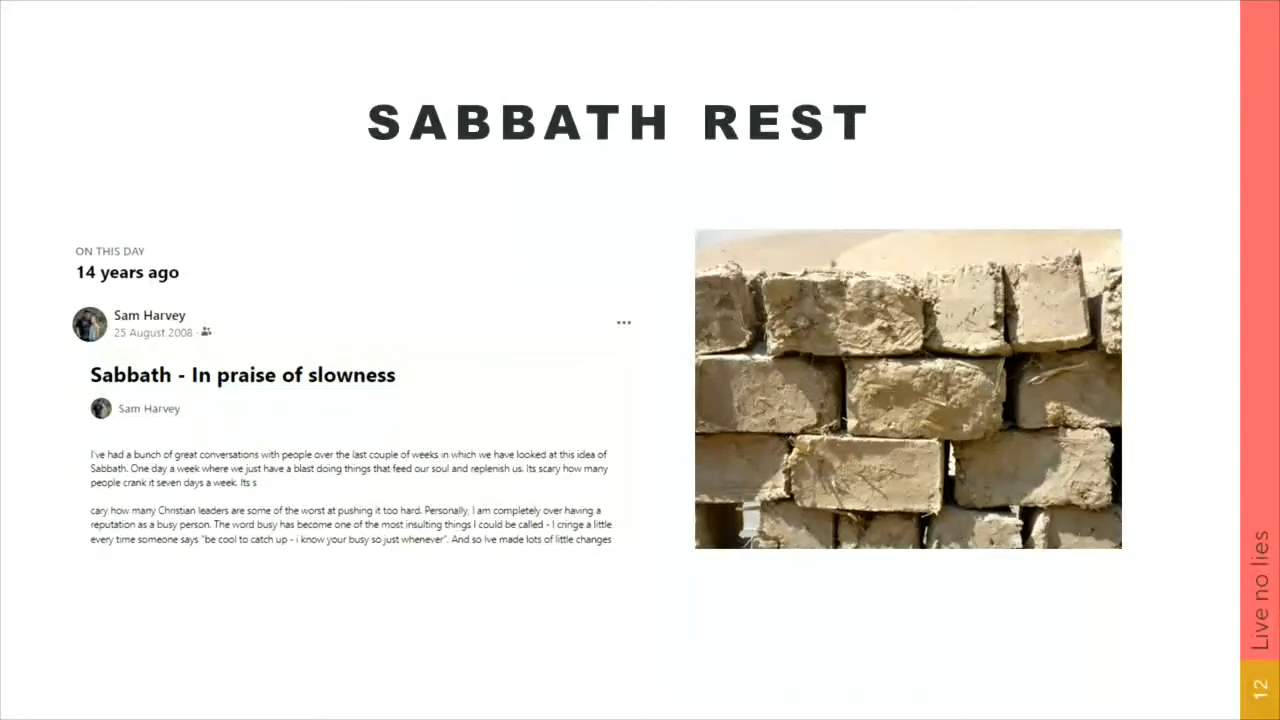 SABBATH REST
ON THIS DAY
14 years ago
Sam Harvey
25 August 2008 ·
Sabbath - In praise of slowness
Sam Harvey
I've had a bunch of great conversations with people over the last couple of weeks in which we have looked at this idea of
Sabbath. One day a week where we just have a blast doing things that feed our soul and replenish us. Its scary how many
people crank it seven days a week. Its s
cary how many Christian leaders are some of the worst at pushing it too hard. Personally, I am completely over having a
reputation as a busy person. The word busy has become one of the most insulting things I could be called - I cringe a little
every time someone says "be cool to catch up - i know your busy so just whenever". And so Ive made lots of little changes
Live no lies
12